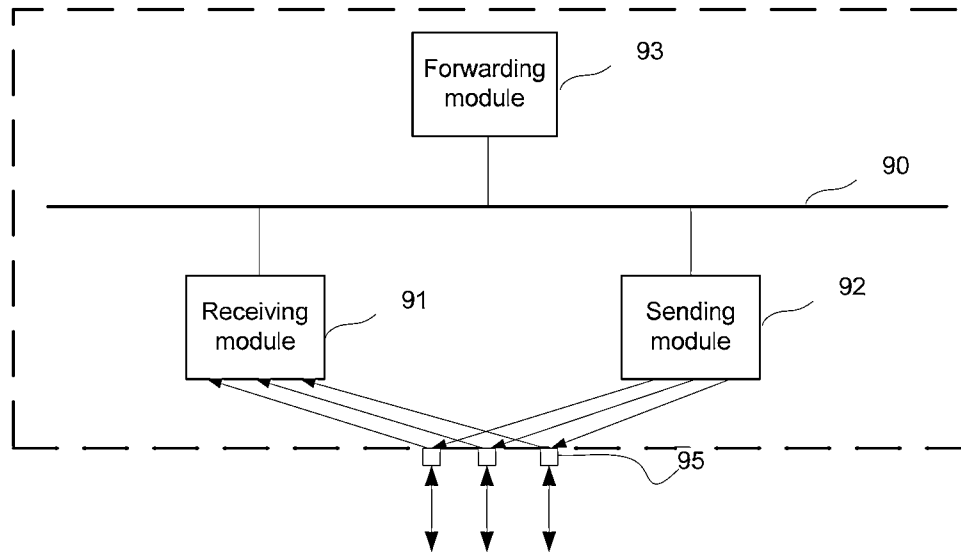 Forwarding
module
93
90
Receiving
module
91
Sending
module
92
95